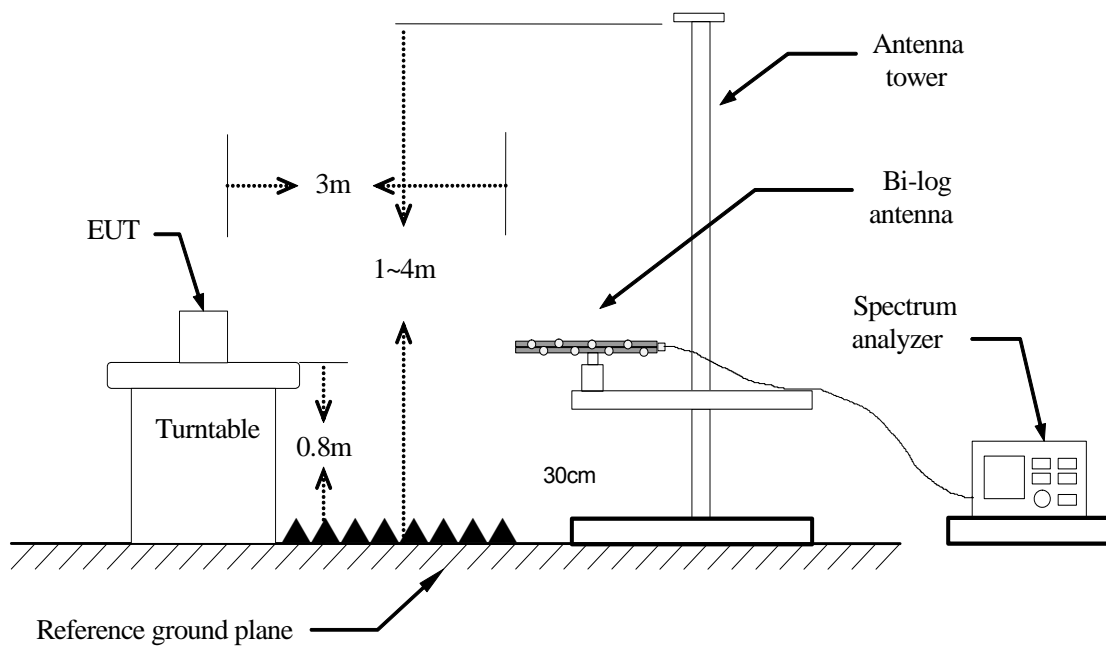 Antenna
tower
3m
Bi-log
antenna
EUT
1~4m
Spectrum
analyzer
Turntable
0.8m
30cm
Reference ground plane